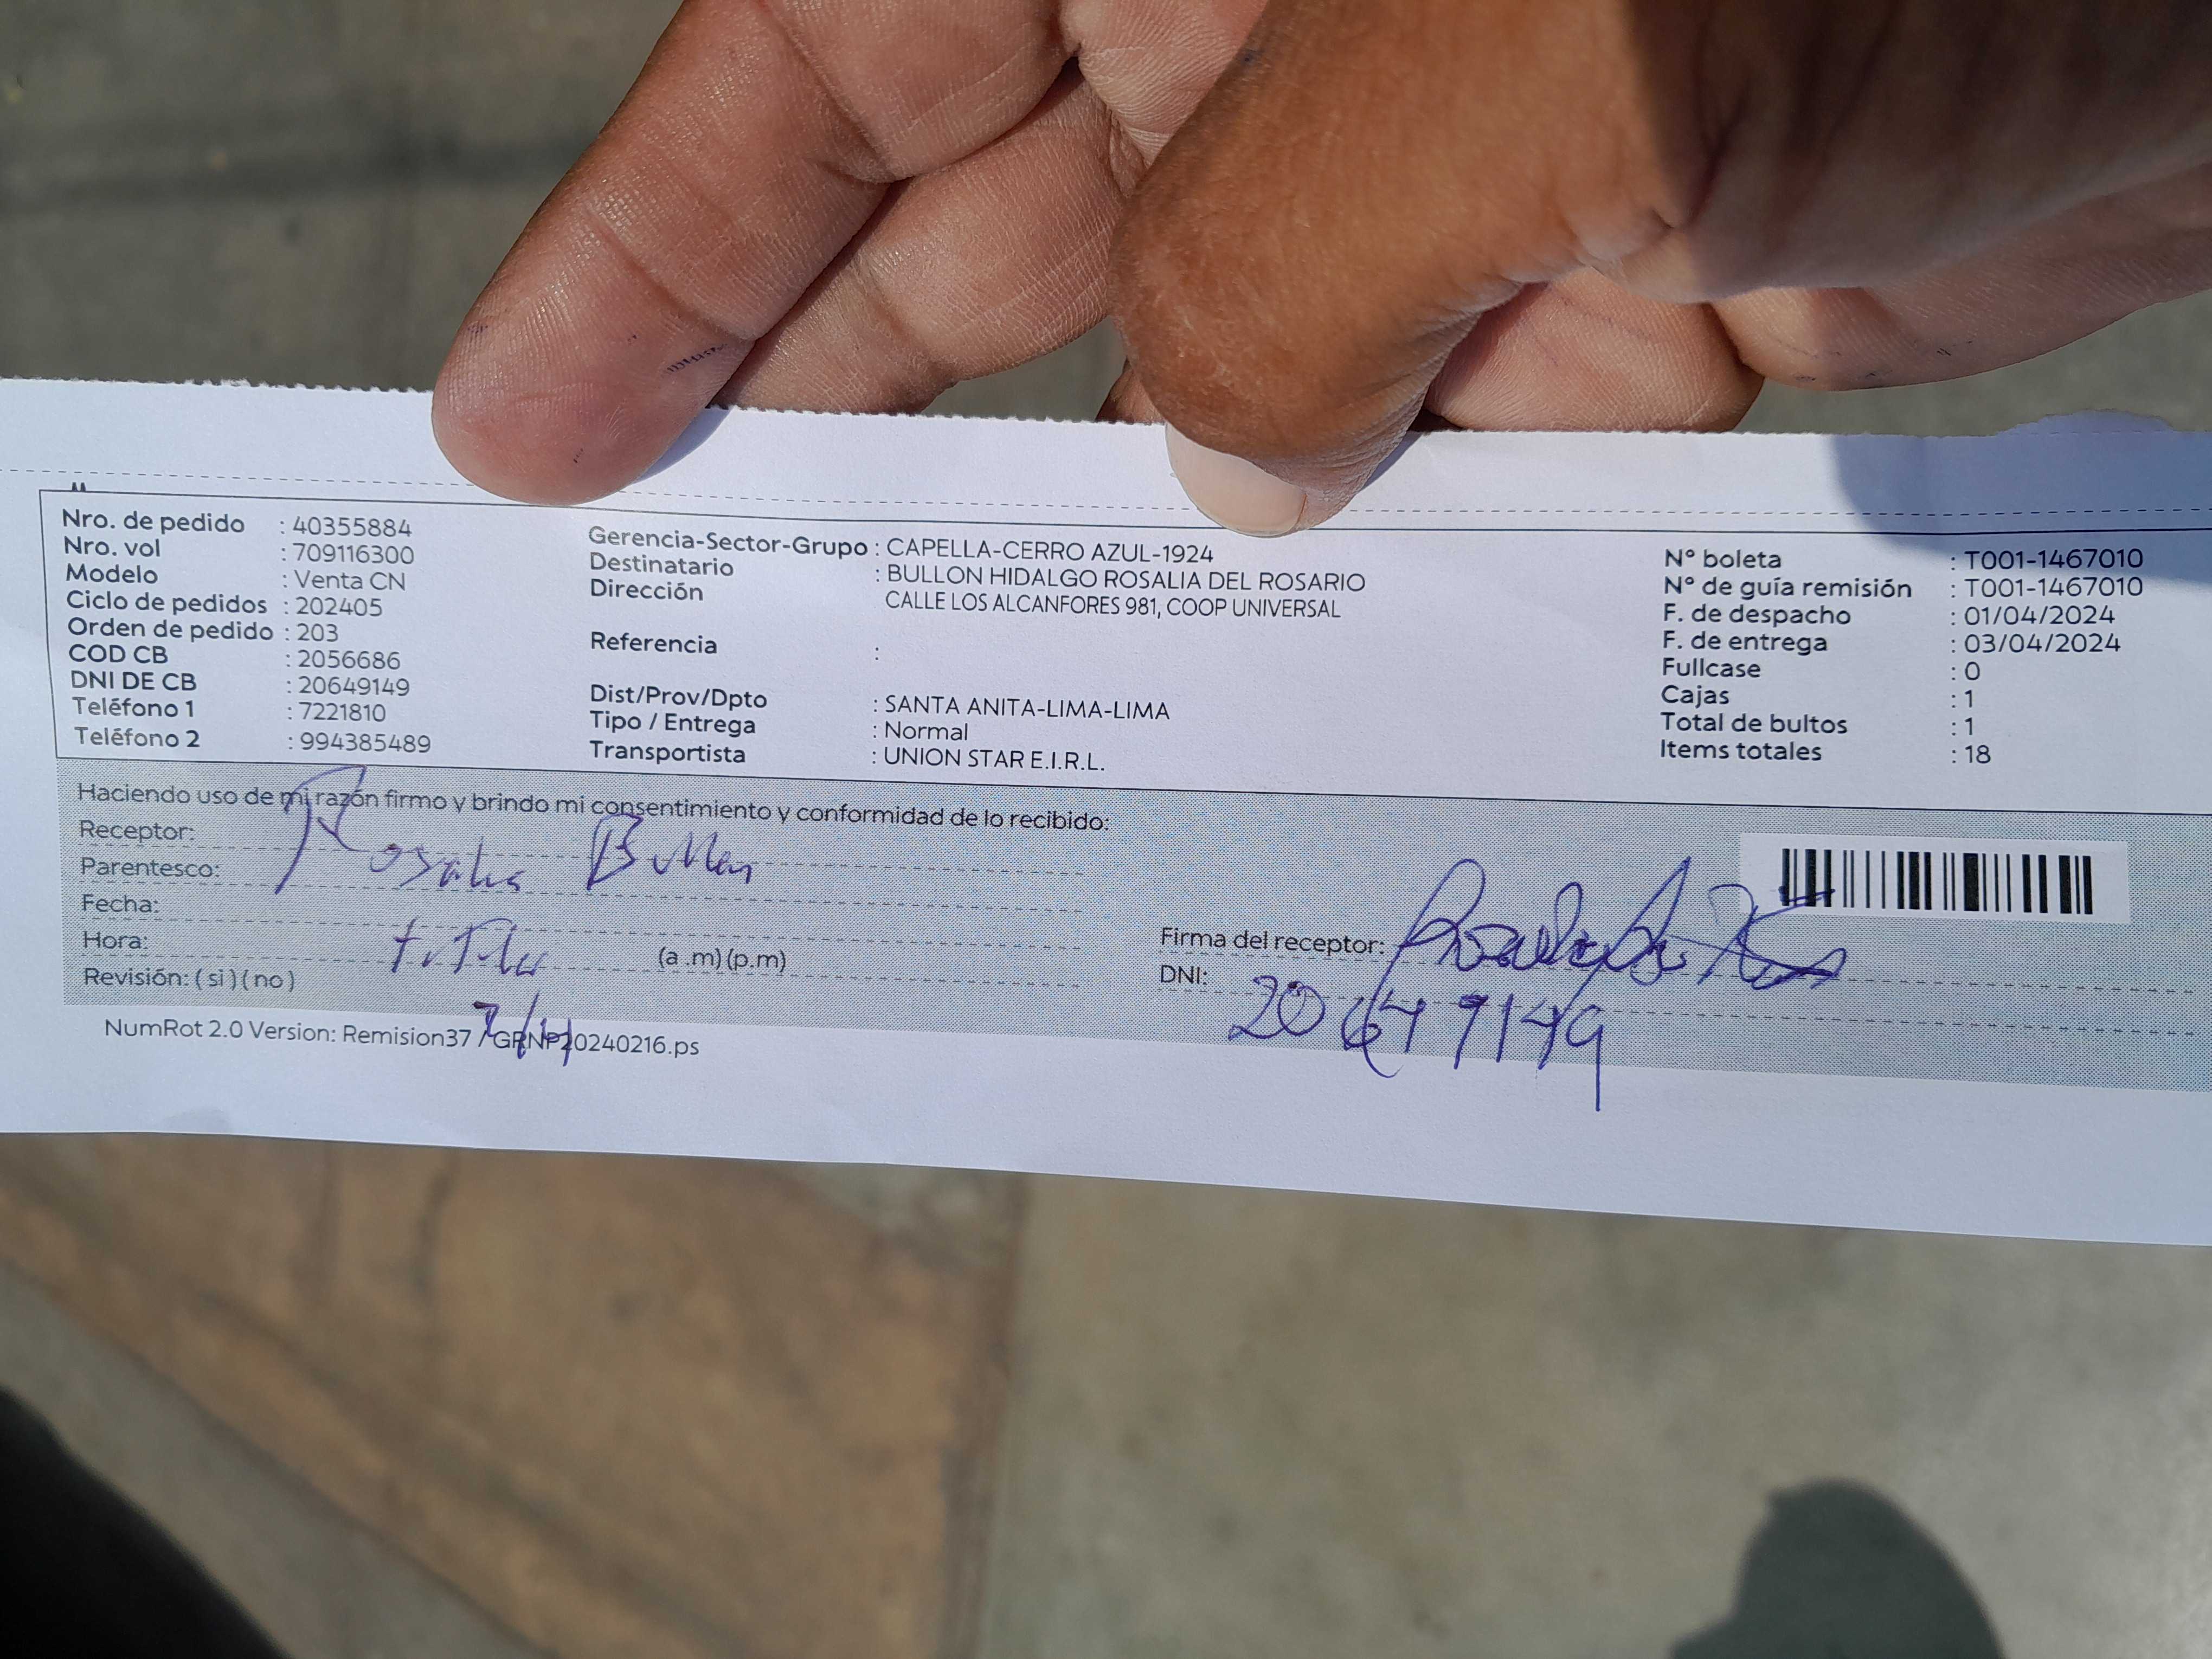 Nro. de pedido : 40355884
Nro. vol : 709116300
Modelo : Venta CN
Ciclo de pedidos : 202405
Orden de pedido : 203
COD CB : 2056686
DNI DE CB : 20649149
Teléfono 1 : 7221810
Teléfono 2 : 994385489
Gerencia-Sector-Grupo : CAPELLA-CERRO AZUL-1924
Destinatario : BULLON HIDALGO ROSALIA DEL ROSARIO
Dirección CALLE LOS ALCANFORES 981, COOP UNIVERSAL
Referencia :
Dist/Prov/Dpto : SANTA ANITA-LIMA-LIMA
Tipo / Entrega : Normal
Transportista : UNION STAR E.I.R.L.
N° boleta : T001-1467010
N° de guía remisión : T001-1467010
F. de despacho : 01/04/2024
F. de entrega : 03/04/2024
Fullcase : 0
Cajas : 1
Total de bultos : 1
Items totales : 18
Haciendo uso de mi razón firmo y brindo mi consentimiento y conformidad de lo recibido:
Receptor: Rosalia Bullon
Parentesco:
Fecha:
Hora: (a .m) (p.m)
Revisión: ( si ) ( no )
Firma del receptor:
DNI: 20649149
NumRot 2.0 Version: Remision37 / GRNP20240216.ps